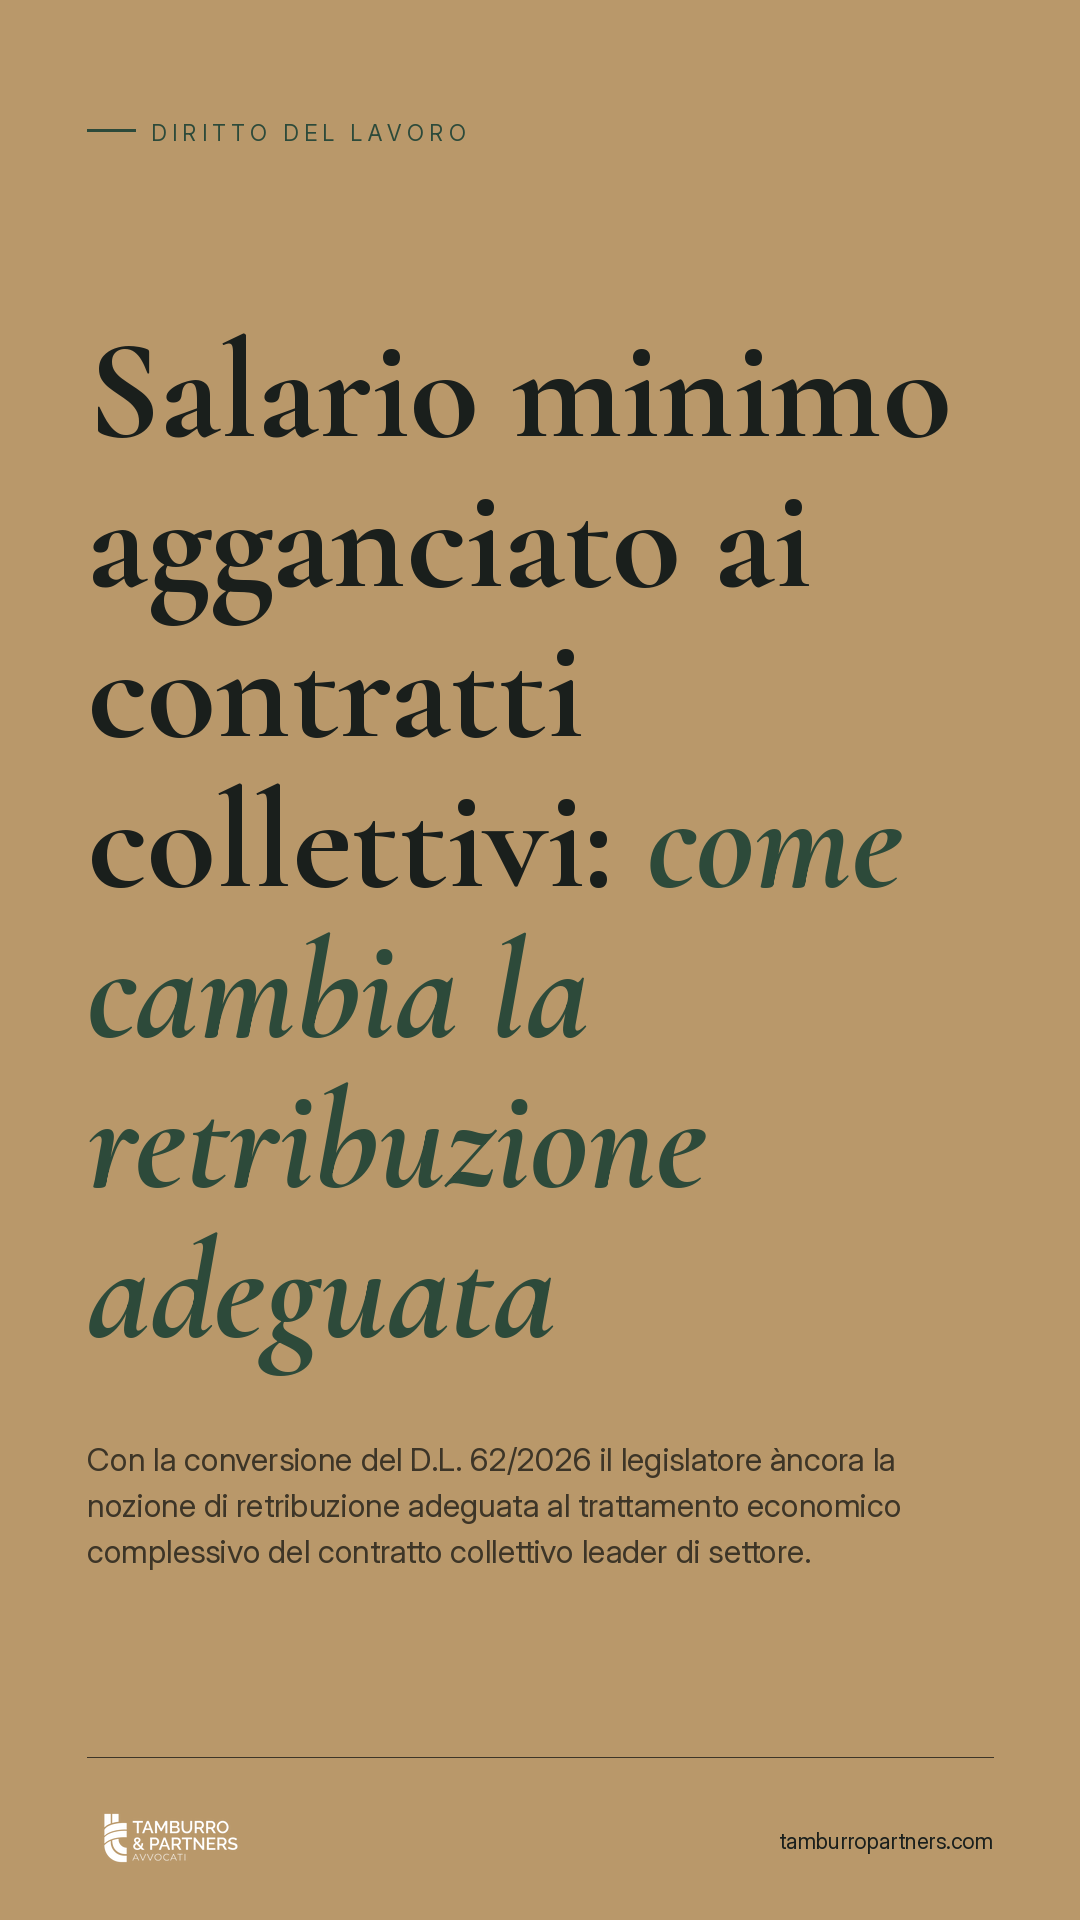 DIRITTO DEL LAVORO
Salario minimo
agganciato ai
contratti
collettivi: come
cambia la
retribuzione
adeguata
Con la conversione del D.L. 62/2026 il legislatore àncora la
nozione di retribuzione adeguata al trattamento economico
complessivo del contratto collettivo leader di settore.
TAMBURRO
& PARTNERS
AVVOCATI
tamburropartners.com